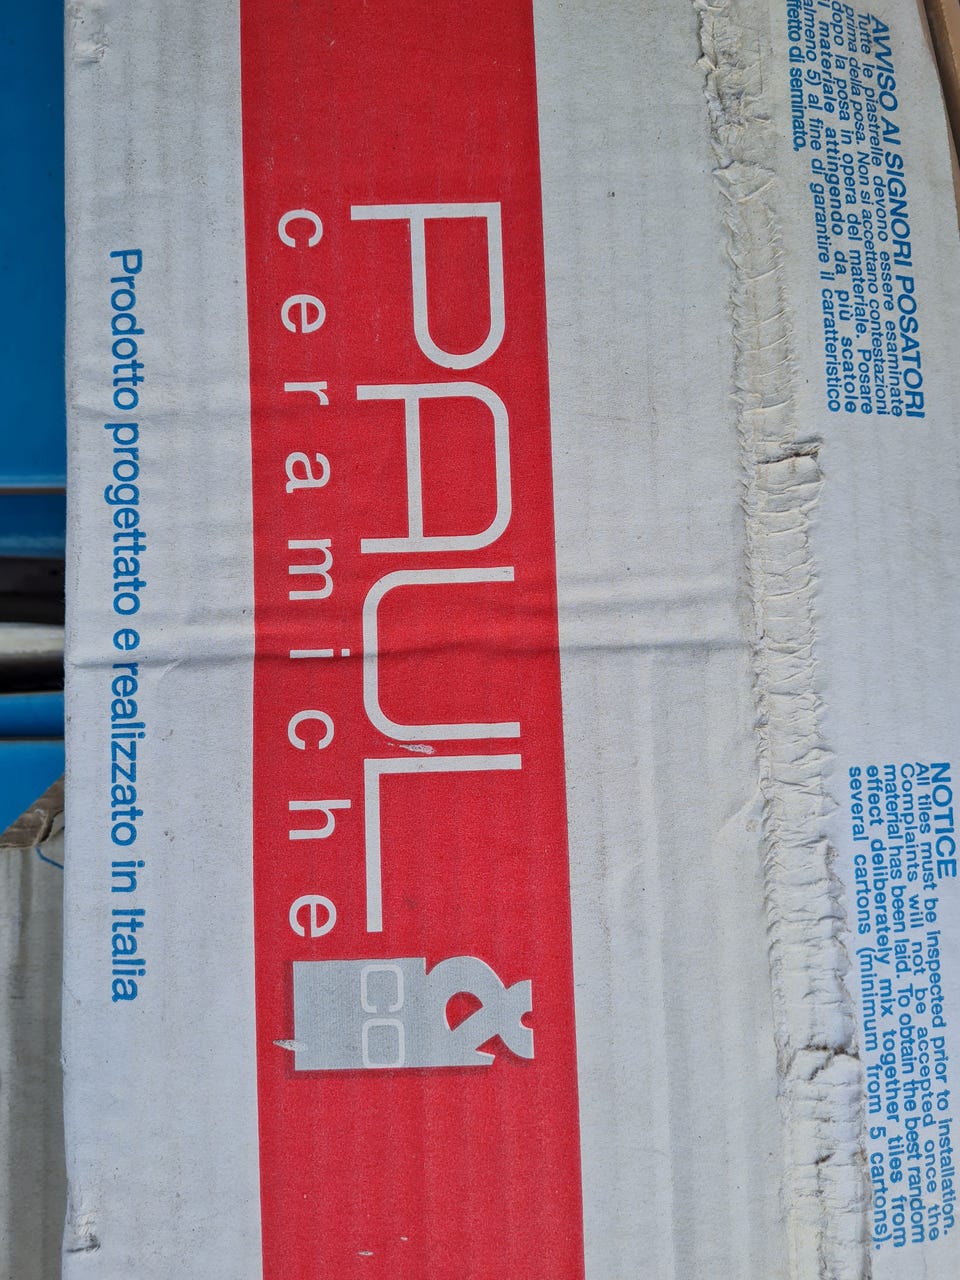 AVVISO AI SIGNORI POSATORI
Tutte le piastrelle devono essere esaminate
prima della posa. Non si accettano contestazioni
dopo la posa in opera del materiale. Posare
il materiale attingendo da più scatole
almeno 5) al fine di garantire il caratteristico
ffetto di seminato.
NOTICE
All tiles must be inspected prior to installation.
Complaints will not be accepted once the
material has been laid. To obtain the best random
effect deliberately mix together tiles from
several cartons (minimum from 5 cartons).
PAUL &CO
ceramiche
Prodotto progettato e realizzato in Italia